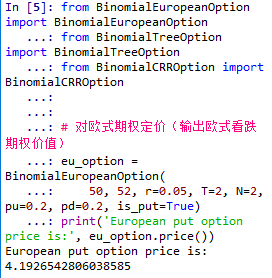 In [5]: from BinomialEuropeanOption
import BinomialEuropeanOption
...: from BinomialTreeOption
import BinomialTreeOption
...: from BinomialCRROption import
BinomialCRROption
...:
...:
...: # 对欧式期权定价（输出欧式看跌
期权价值）
...: eu_option =
BinomialEuropeanOption(
...: 50, 52, r=0.05, T=2, N=2,
pu=0.2, pd=0.2, is_put=True)
...: print('European put option
price is:', eu_option.price())
European put option price is:
4.1926542806038585